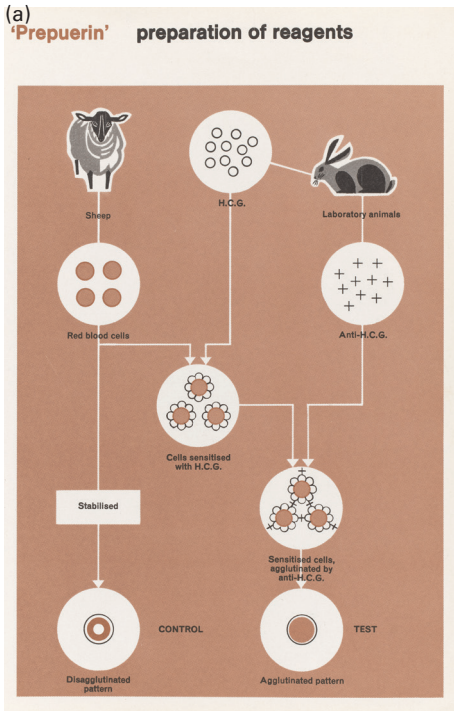 (a)
'Prepuerin' preparation of reagents
Sheep
H.C.G.
Laboratory animals
Red blood cells
Anti-H.C.G.
Cells sensitised
with H.C.G.
Stabilised
Sensitised cells,
agglutinated by
anti-H.C.G.
CONTROL
TEST
Disagglutinated
pattern
Agglutinated pattern